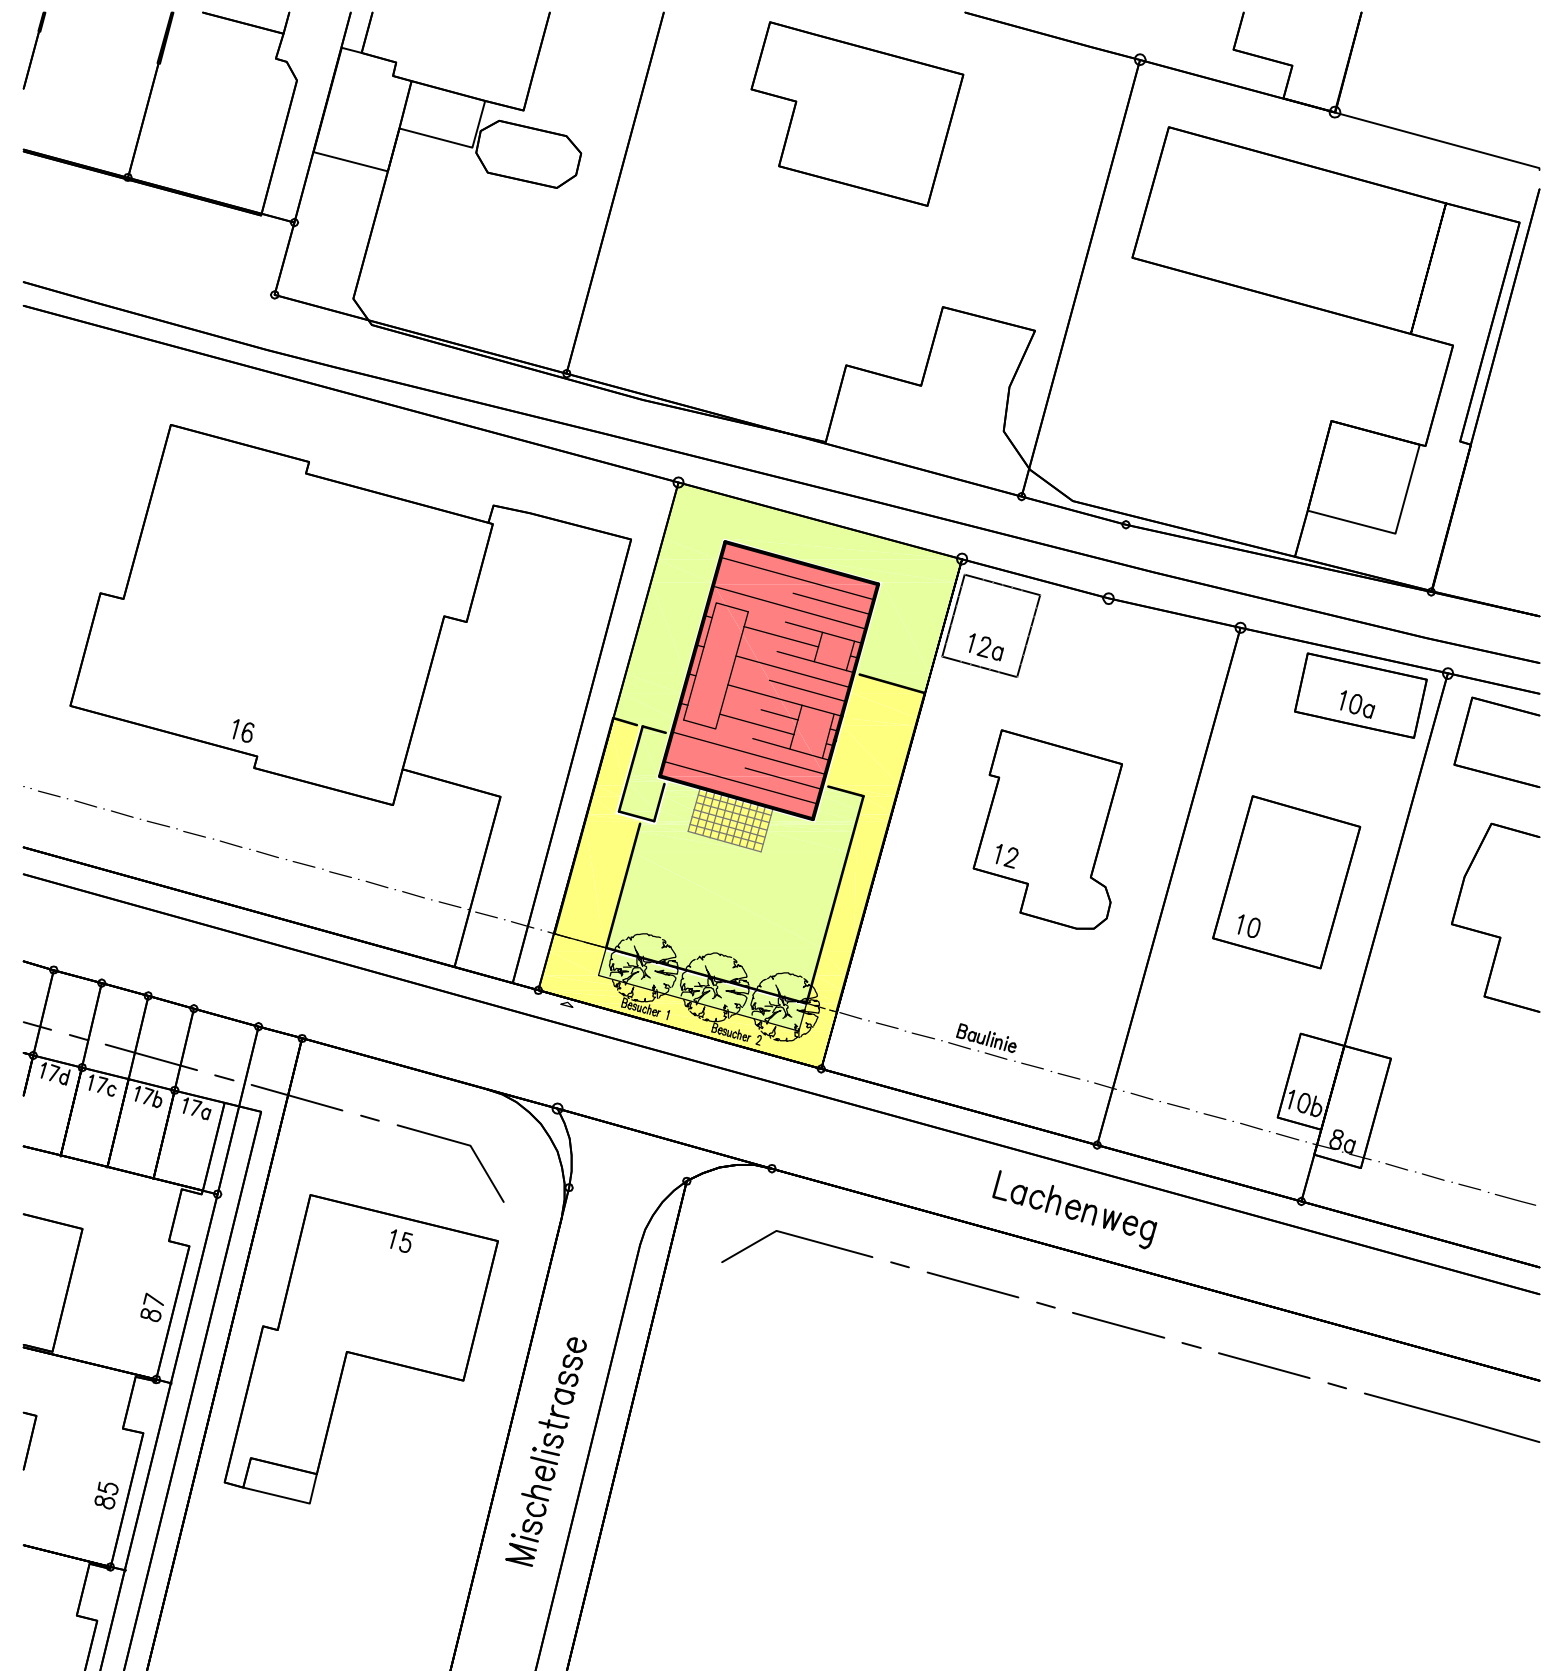 12a
10a
16
12
10
Besucher 1
Besucher 2
Baulinie
17d
17c
17b
17a
10b
8a
Lachenweg
15
87
Mischelistrasse
85